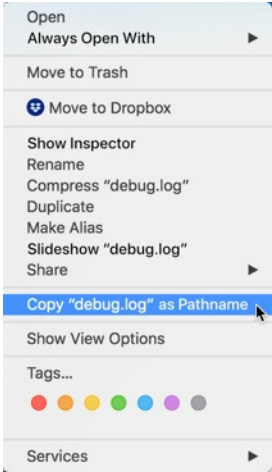 Open
Always Open With
Move to Trash
Move to Dropbox
Show Inspector
Rename
Compress “debug.log”
Duplicate
Make Alias
Slideshow “debug.log”
Share
Copy “debug.log” as Pathname
Show View Options
Tags...
Services